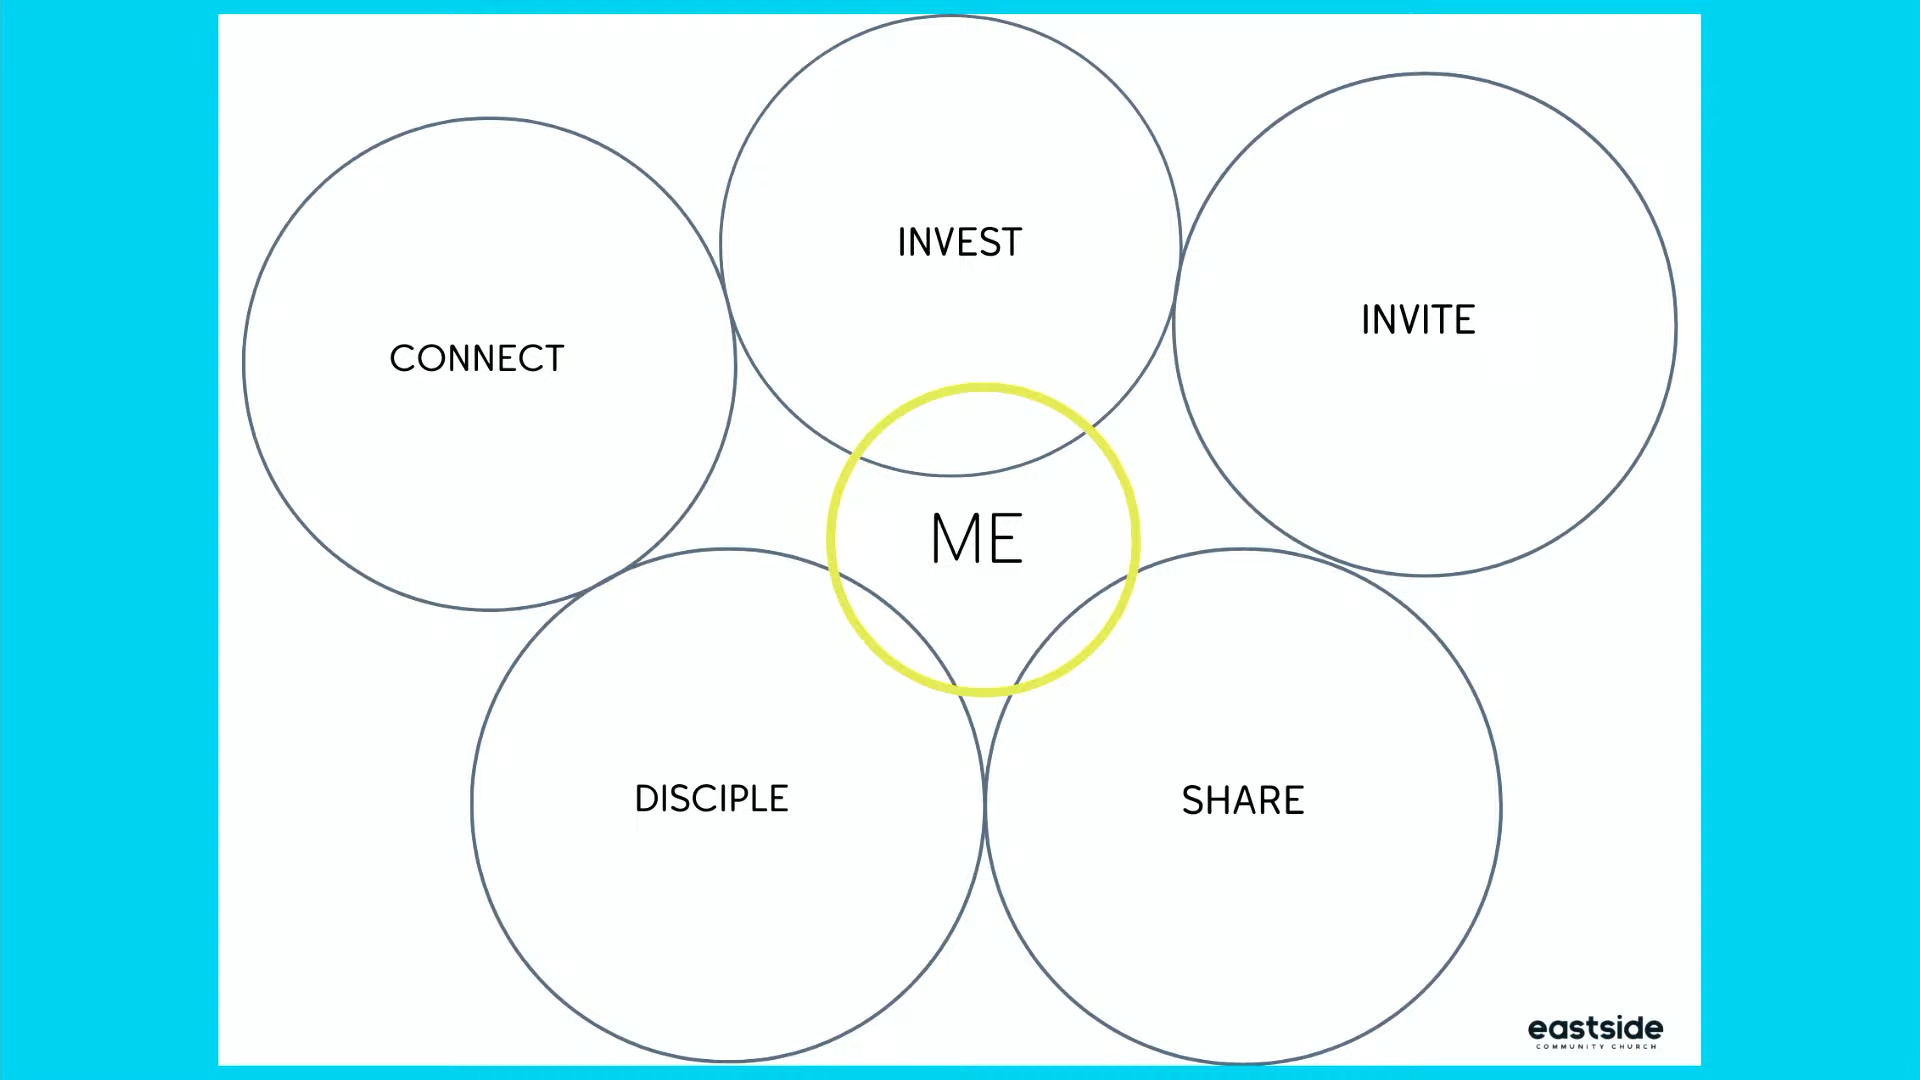 INVEST
INVITE
CONNECT
ME
DISCIPLE
SHARE
eastside
COMMUNITY CHURCH